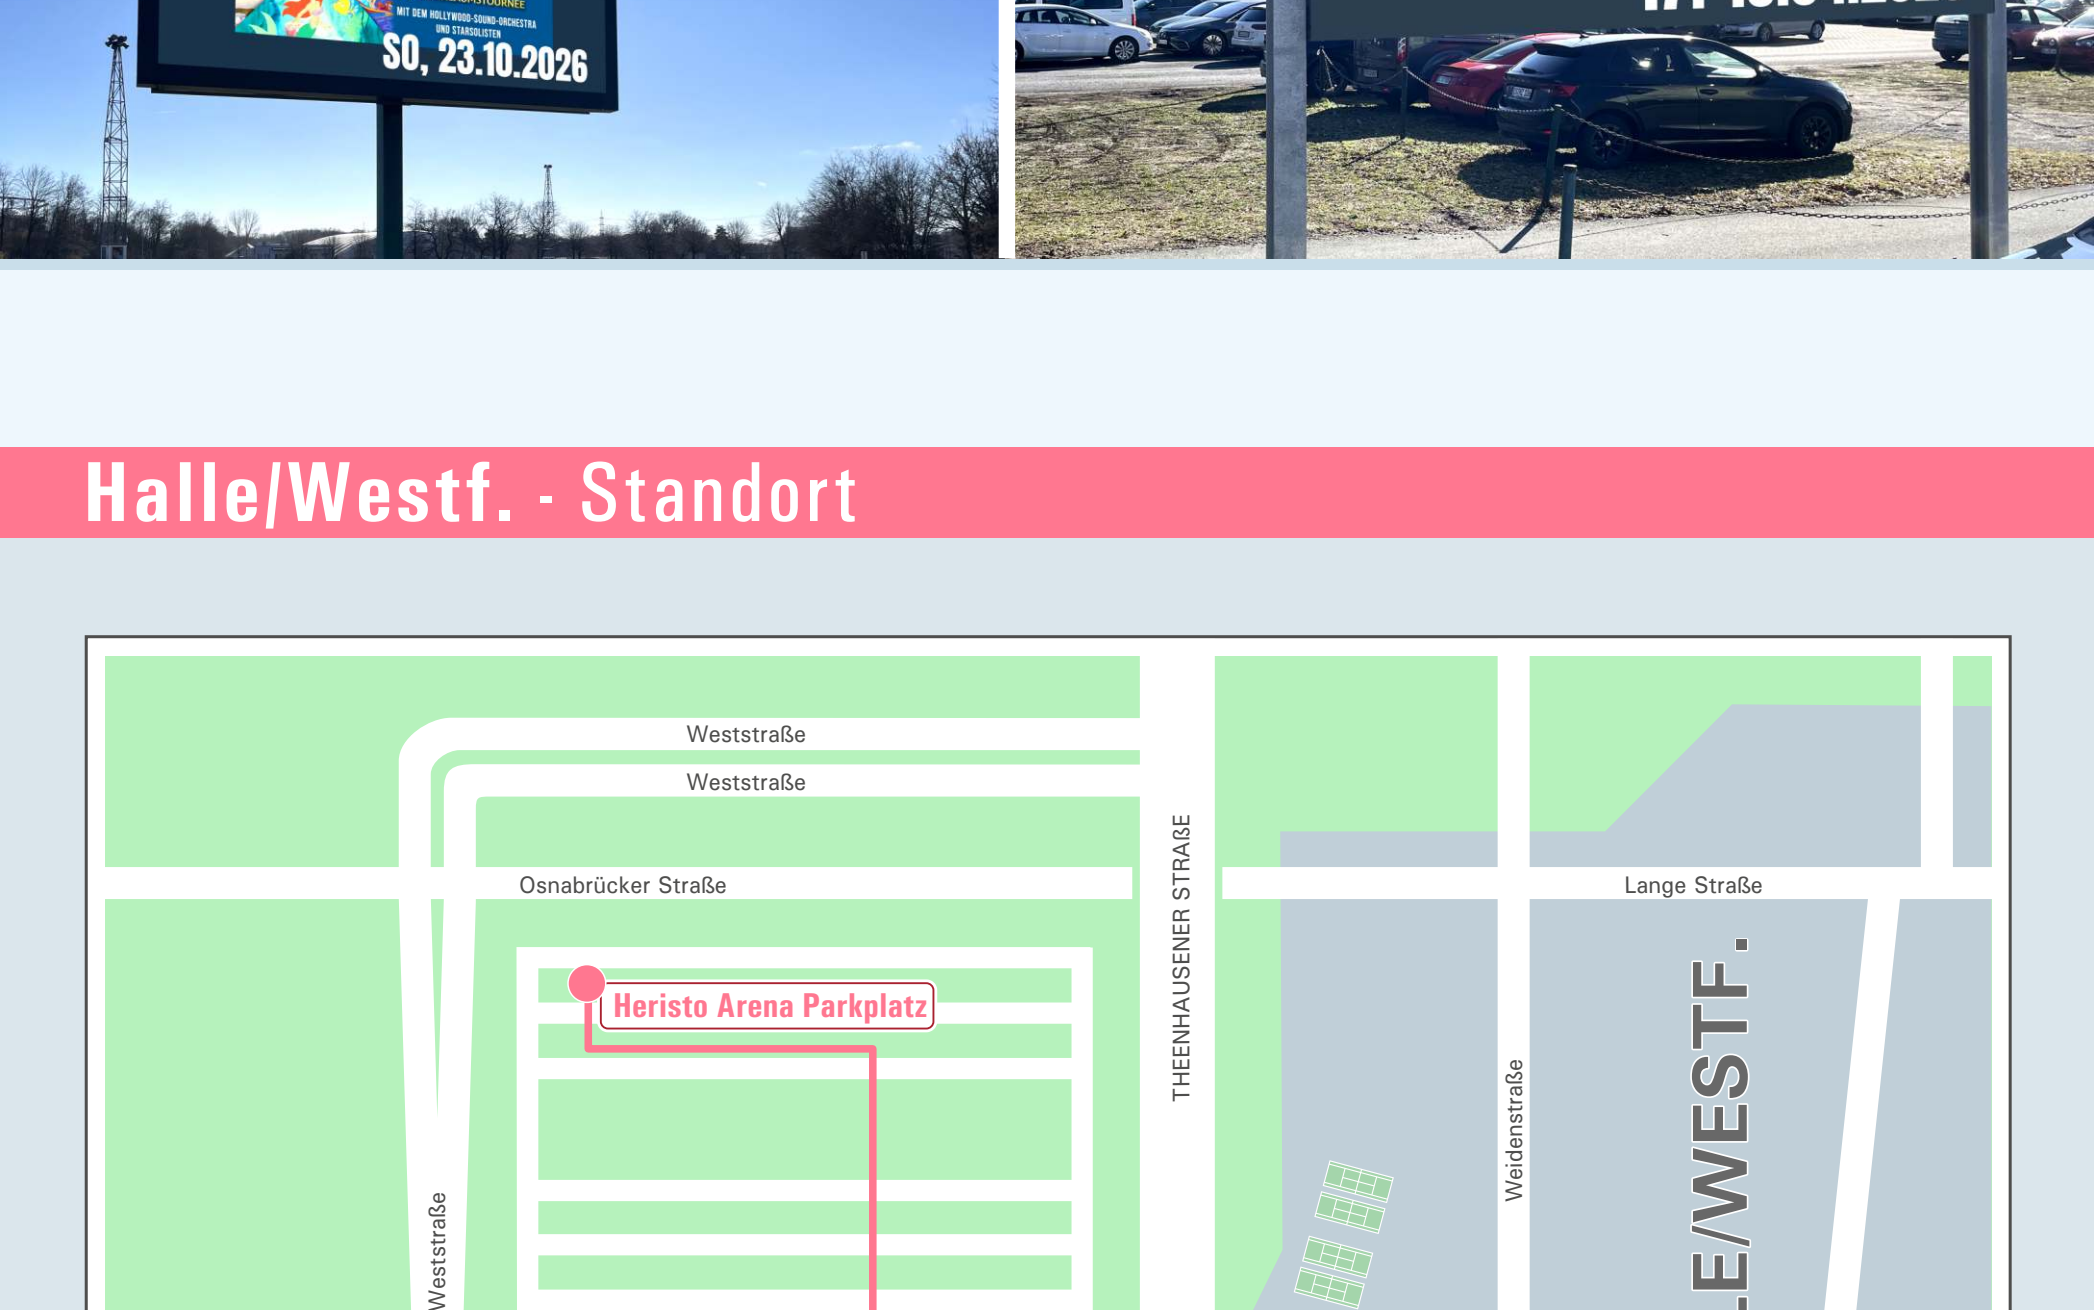 MIT DEM HOLLYWOOD-SOUND-ORCHESTRA
UND STARSOLISTEN
SO, 23.10.2026
Halle/Westf. - Standort
Weststraße
Weststraße
THEENHAUSENER STRAßE
Osnabrücker Straße
Lange Straße
Heristo Arena Parkplatz
Weidenstraße
Weststraße